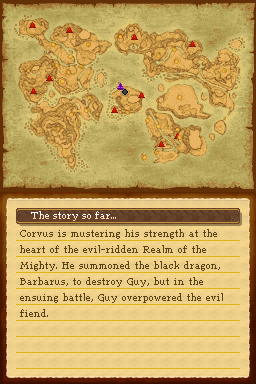 The story so far...
Corvus is mustering his strength at the
heart of the evil-ridden Realm of the
Mighty. He summoned the black dragon,
Barbarus, to destroy Guy, but in the
ensuing battle, Guy overpowered the evil
fiend.